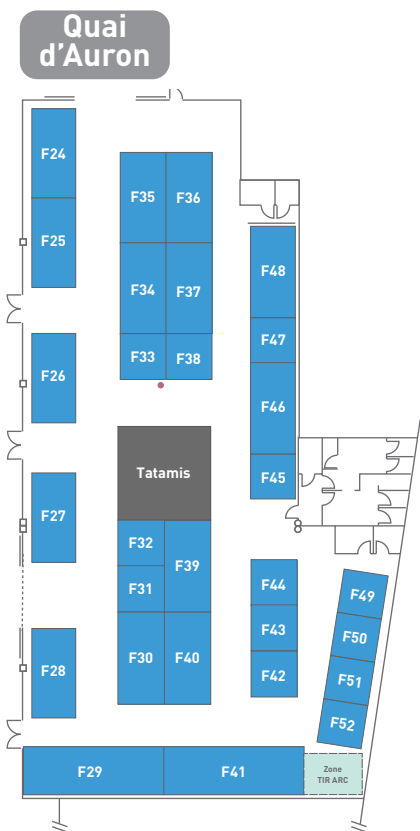 Quai
d'Auron
F24
F35
F36
F25
F48
F34
F37
F47
F33
F38
F26
F46
Tatamis
F45
F27
F32
F39
F31
F44
F49
F43
F50
F28
F30
F40
F42
F51
F52
F29
F41
Zone
TIR ARC